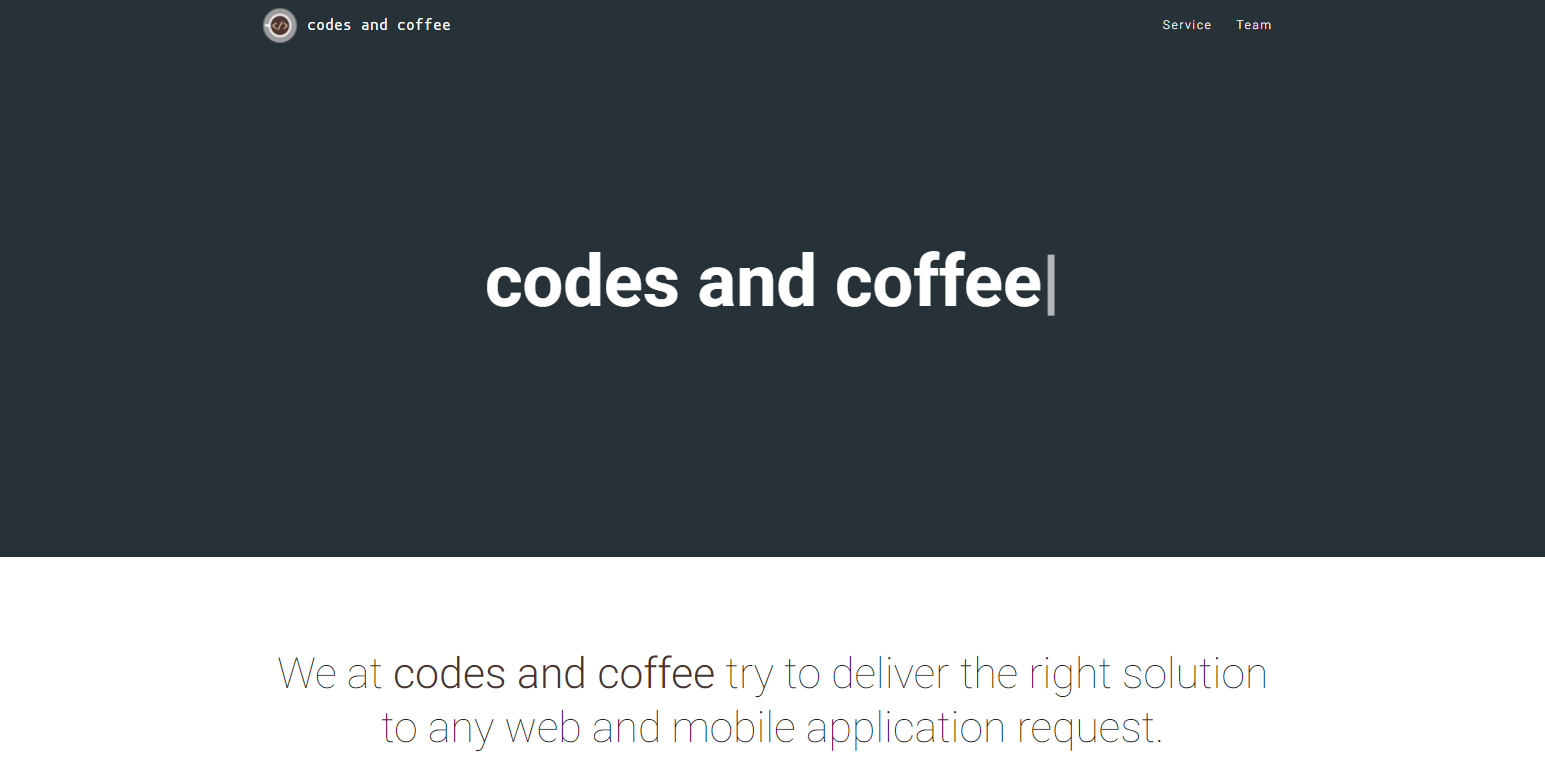 codes and coffee
Service Team
codes and coffee
We at codes and coffee try to deliver the right solution
to any web and mobile application request.